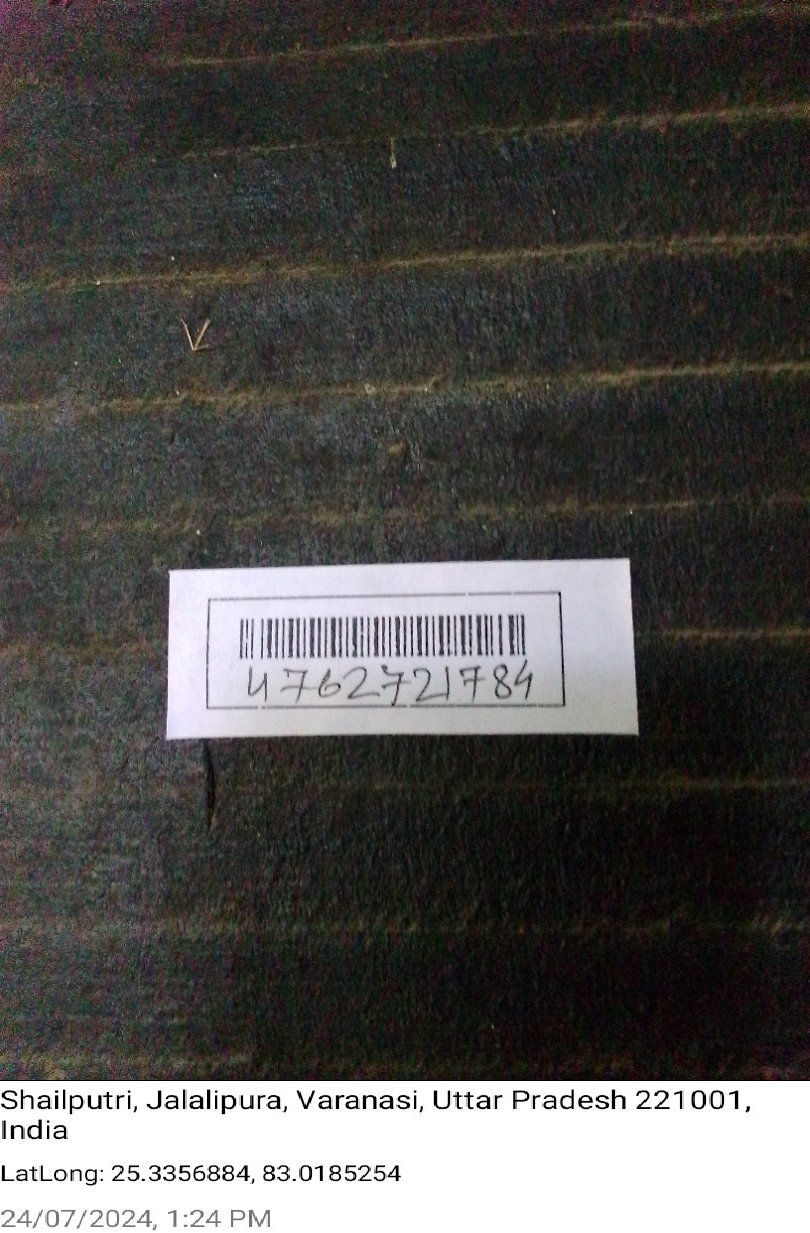 4762721784
Shailputri, Jalalipura, Varanasi, Uttar Pradesh 221001,
India
LatLong: 25.3356884, 83.0185254
24/07/2024, 1:24 PM